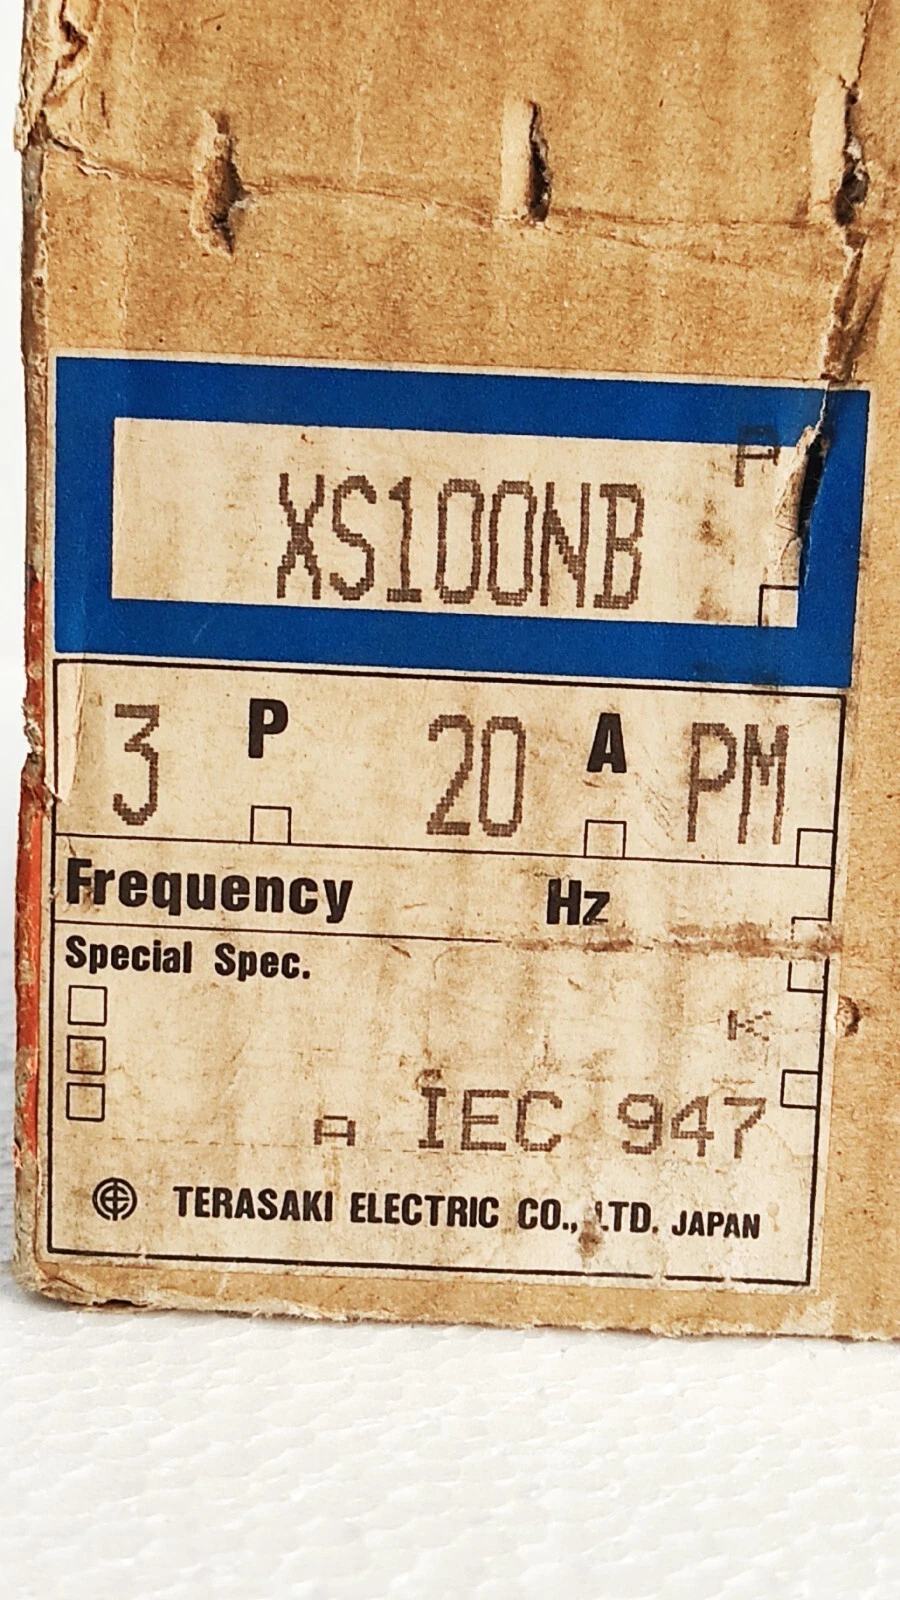 P
XS100NB
3 P 20 A PM
Frequency Hz
Special Spec.
K
A IEC 947
TERASAKI ELECTRIC CO., LTD. JAPAN